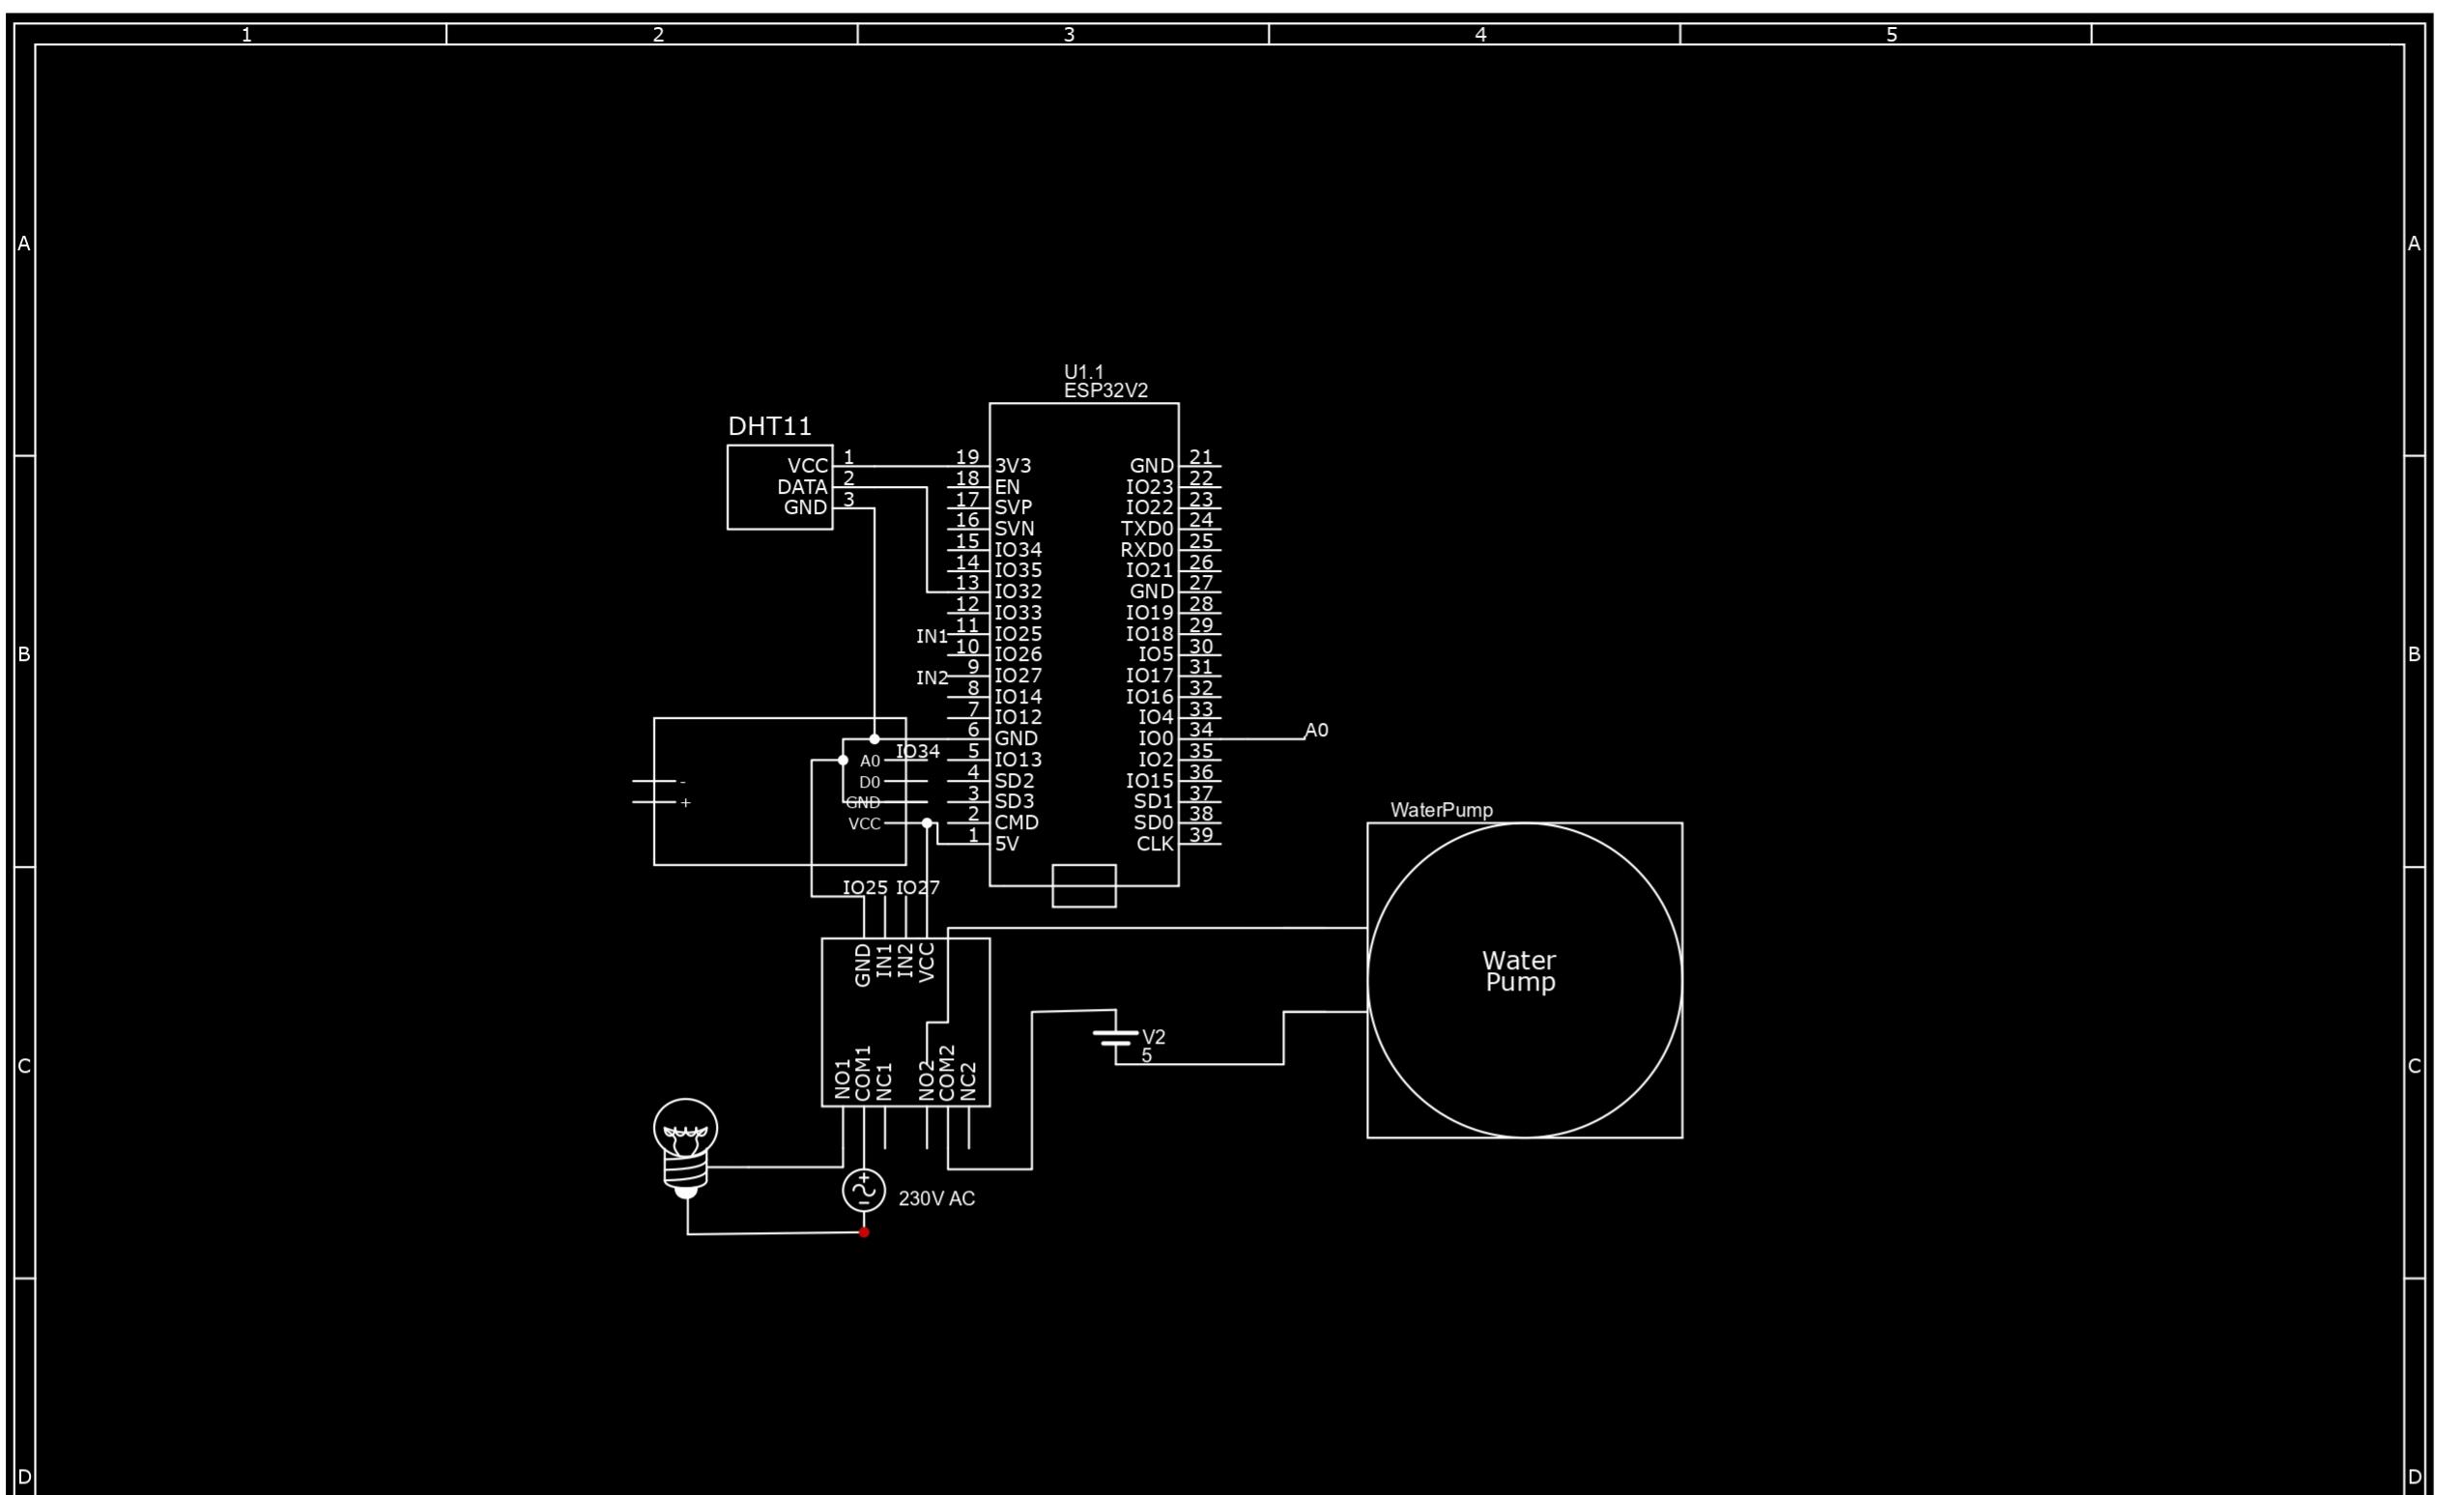 1 2 3 4 5
A A
U1.1
ESP32V2
DHT11
VCC 1
DATA 2
GND 3
19 3V3 GND 21
18 EN IO23 22
17 SVP IO22 23
16 SVN TXD0 24
15 IO34 RXD0 25
14 IO35 IO21 26
13 IO32 GND 27
12 IO33 IO19 28
IN1 11 IO25 IO18 29
B B
10 IO26 IO5 30
IN2 9 IO27 IO17 31
8 IO14 IO16 32
7 IO12 IO4 33
6 GND IO0 34 A0
IO34
A0 5 IO13 IO2 35
- D0 4 SD2 IO15 36
+ GND 3 SD3 SD1 37
VCC 2 CMD SD0 38
1 5V CLK 39
WaterPump
IO25 IO27
GND IN1 IN2 VCC
Water
Pump
V2
5
C C
NO1 COM1 NC1 NO2 COM2 NC2
+
-
230V AC
D D